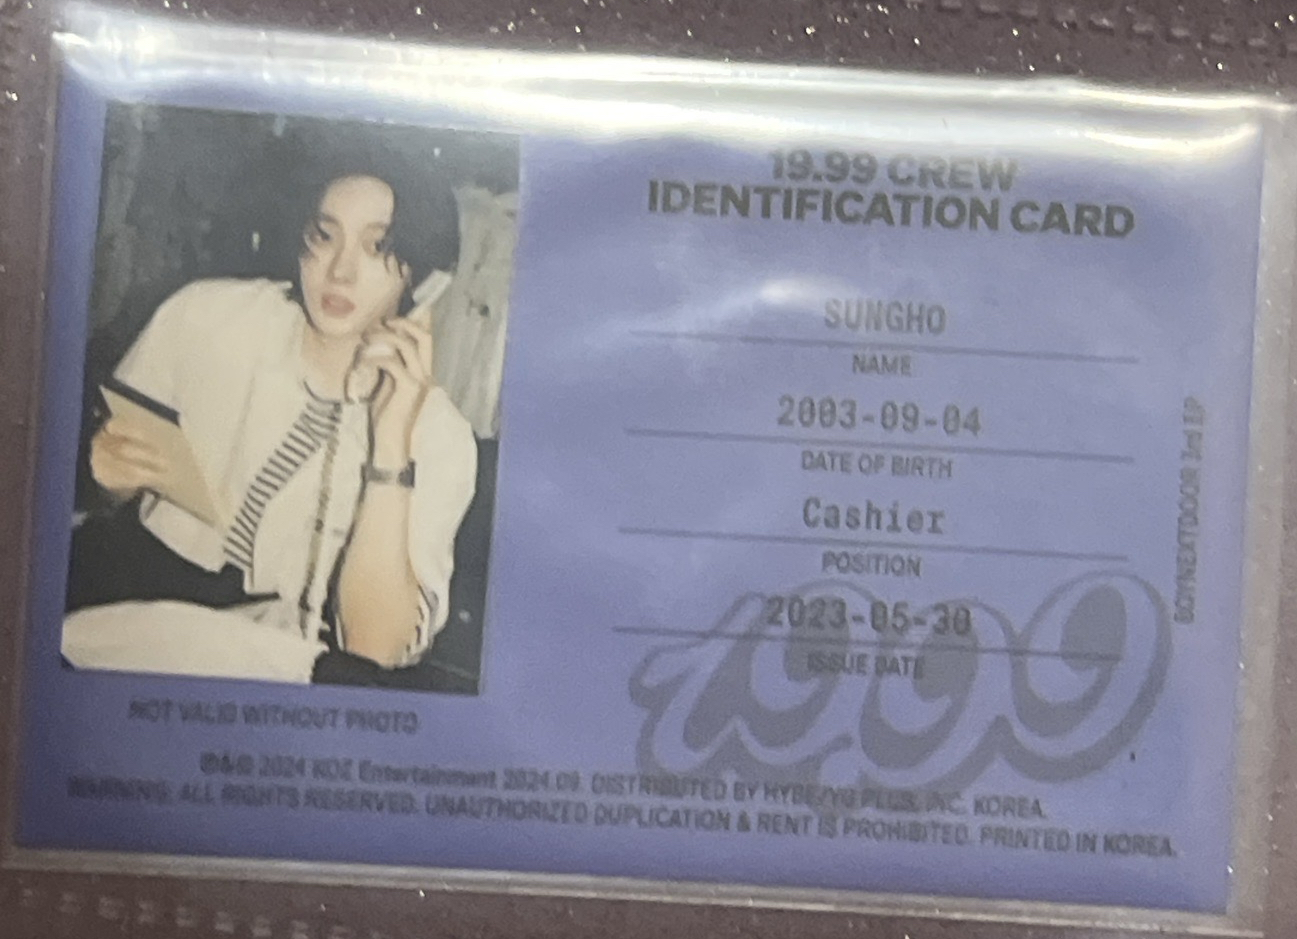 19.99 CREW
IDENTIFICATION CARD
SUNGHO
NAME
2003-09-04
DATE OF BIRTH
Cashier
POSITION
2023-05-30
ISSUE DATE
19.99
BOYNEXTDOOR 3rd EP
NOT VALID WITHOUT PHOTO
℗&© 2024 KOZ Entertainment 2024.09. DISTRIBUTED BY HYBE/YG PLUS, INC. KOREA.
WARNING: ALL RIGHTS RESERVED. UNAUTHORIZED DUPLICATION & RENT IS PROHIBITED. PRINTED IN KOREA.